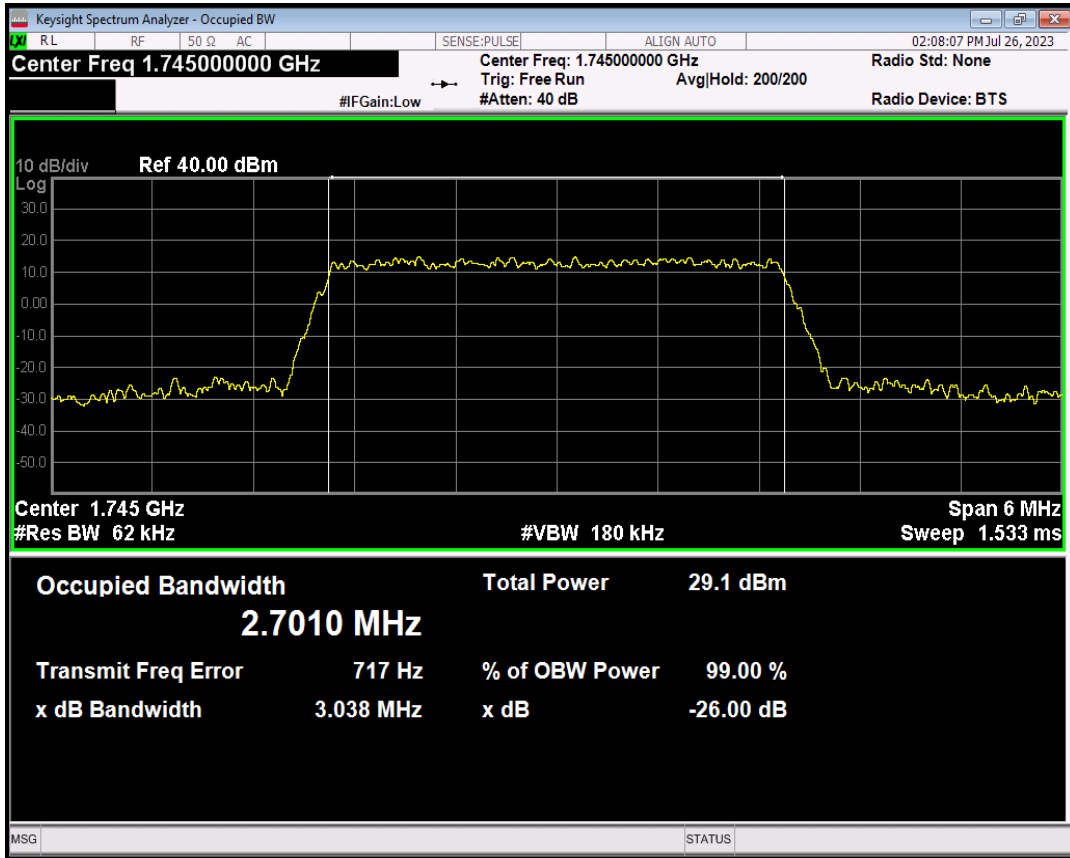 Keysight Spectrum Analyzer - Occupied BW
LXI RL RF 50 Ω AC SENSE:PULSE ALIGN AUTO 02:08:07 PM Jul 26, 2023
Center Freq 1.745000000 GHz Center Freq: 1.745000000 GHz Radio Std: None
Trig: Free Run Avg|Hold: 200/200
#IFGain:Low #Atten: 40 dB Radio Device: BTS
10 dB/div Ref 40.00 dBm
Log
30.0
20.0
10.0
0.00
-10.0
-20.0
-30.0
-40.0
-50.0
Center 1.745 GHz Span 6 MHz
#Res BW 62 kHz #VBW 180 kHz Sweep 1.533 ms
Occupied Bandwidth Total Power 29.1 dBm
2.7010 MHz
Transmit Freq Error 717 Hz % of OBW Power 99.00 %
x dB Bandwidth 3.038 MHz x dB -26.00 dB
MSG STATUS